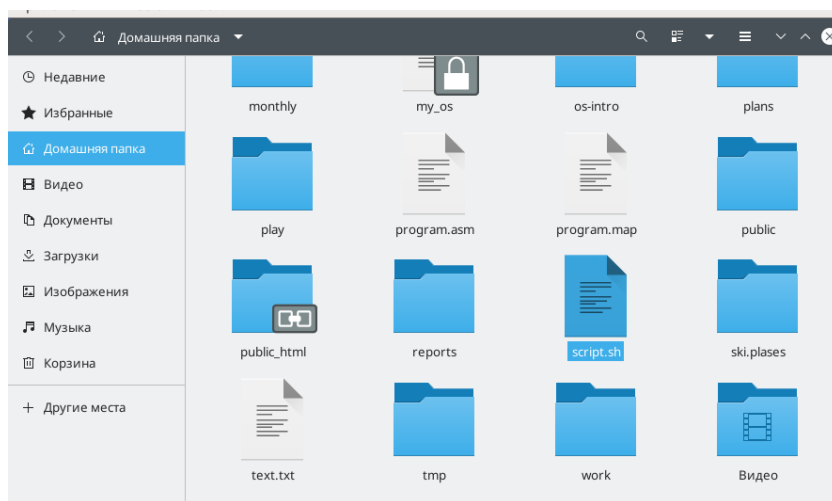 Домашняя папка
Недавние
Избранные
Домашняя папка
Видео
Документы
Загрузки
Изображения
Музыка
Корзина
Другие места
monthly my_os os-intro plans
play program.asm program.map public
public_html reports script.sh ski.plases
text.txt tmp work Видео